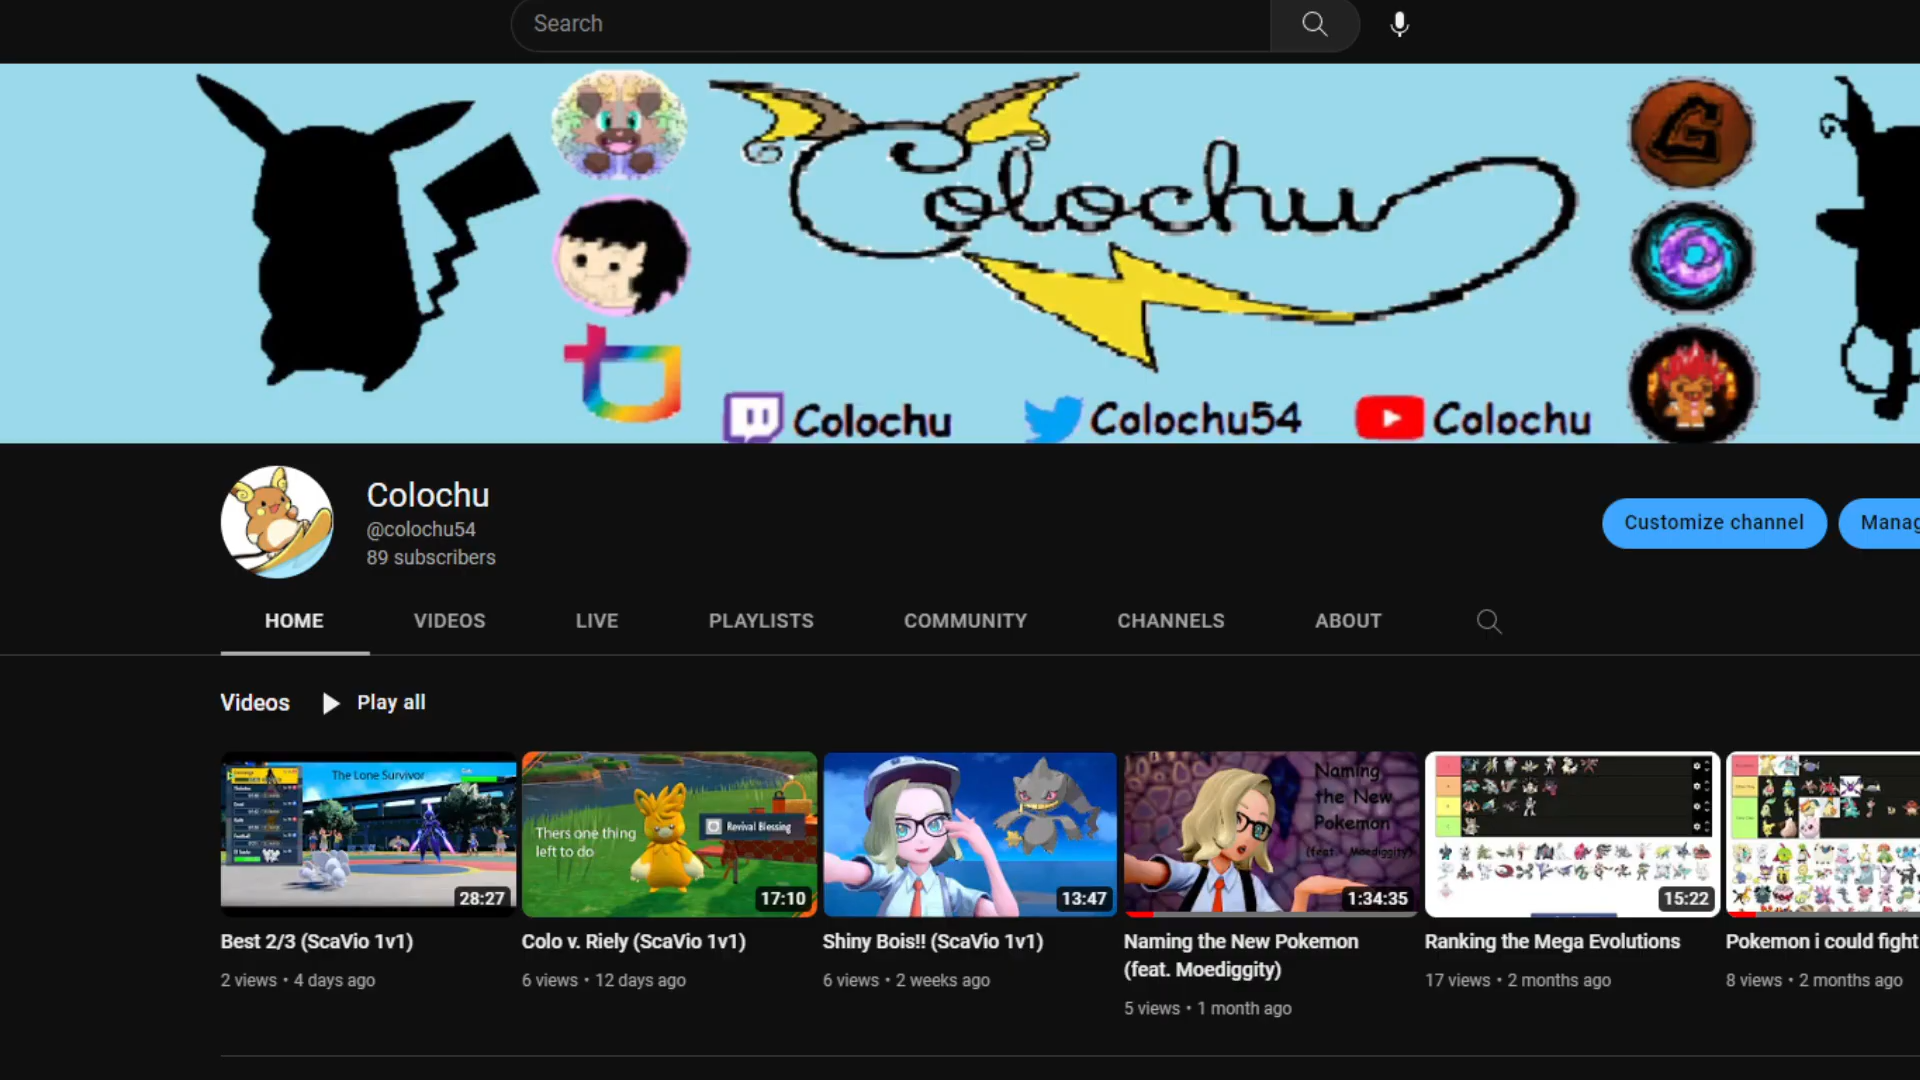 Search
Colochu
G
Colochu
Colochu54
Colochu
Colochu
@colochu54
89 subscribers
Customize channel
Manag
HOME
VIDEOS
LIVE
PLAYLISTS
COMMUNITY
CHANNELS
ABOUT
Videos
Play all
The Lone Survivor
28:27
Thers one thing
left to do
Revival Blessing
17:10
13:47
Naming
the New
Pokemon
(feat. Moediggity)
1:34:35
15:22
Best 2/3 (ScaVio 1v1)
2 views • 4 days ago
Colo v. Riely (ScaVio 1v1)
6 views • 12 days ago
Shiny Bois!! (ScaVio 1v1)
6 views • 2 weeks ago
Naming the New Pokemon
(feat. Moediggity)
5 views • 1 month ago
Ranking the Mega Evolutions
17 views • 2 months ago
Pokemon i could fight
8 views • 2 months ago